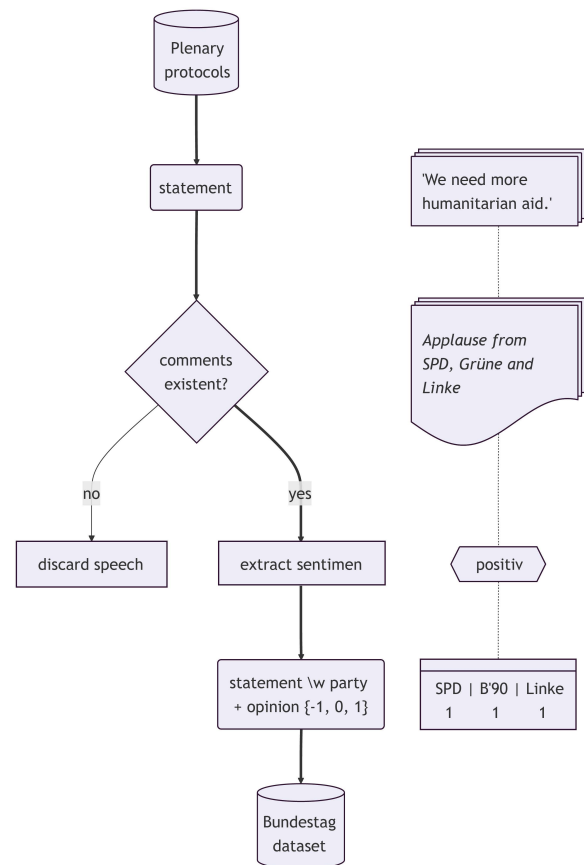 Plenary
protocols
statement
comments
existent?
no
yes
discard speech
extract sentimen
statement \w party
+ opinion {-1, 0, 1}
Bundestag
dataset
'We need more
humanitarian aid.'
Applause from
SPD, Grüne and
Linke
positiv
SPD | B'90 | Linke
1 1 1